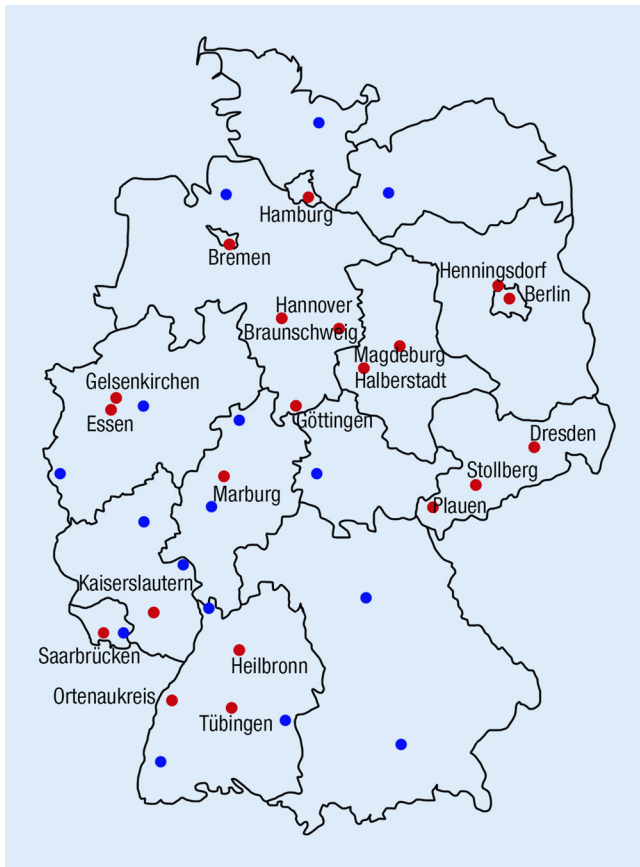 Hamburg
Bremen
Henningsdorf
Berlin
Hannover
Braunschweig
Magdeburg
Halberstadt
Gelsenkirchen
Essen
Göttingen
Dresden
Stollberg
Marburg
Plauen
Kaiserslautern
Saarbrücken
Heilbronn
Ortenaukreis
Tübingen